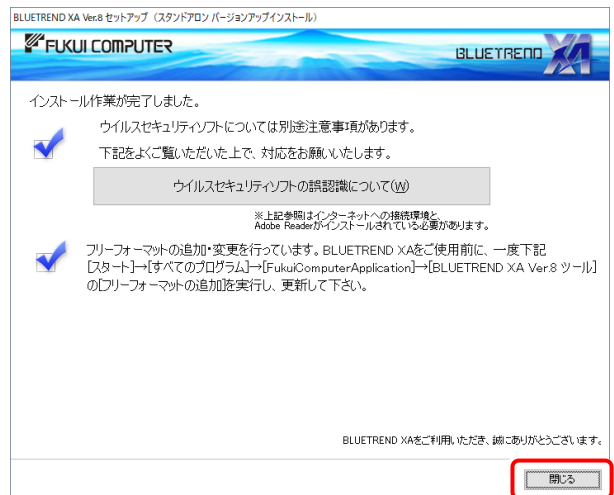 BLUETREND XA Ver.8 セットアップ（スタンドアロン バージョンアップインストール）
FUKUI COMPUTER
BLUETREND XA
インストール作業が完了しました。
ウイルスセキュリティソフトについては別途注意事項があります。
下記をよくご覧いただいた上で、対応をお願いいたします。
ウイルスセキュリティソフトの誤認識について(W)
※上記参照はインターネットへの接続環境と、
Adobe Readerがインストールされている必要があります。
フリーフォーマットの追加・変更を行っています。BLUETREND XAをご使用前に、一度下記
[スタート]→[すべてのプログラム]→[FukuiComputerApplication]→[BLUETREND XA Ver.8 ツール]
の[フリーフォーマットの追加]を実行し、更新して下さい。
BLUETREND XAをご利用いただき、誠にありがとうございます。
閉じる